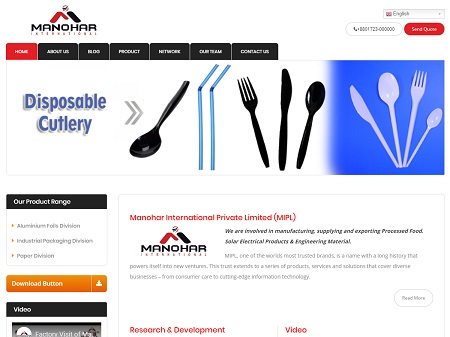 MANOHAR
INTERNATIONAL
English
+8801723-000000
Send Quote
HOME
ABOUT US
BLOG
PRODUCT
NETWORK
OUR TEAM
CONTACT US
Disposable
Cutlery
Our Product Range
Aluminium Foils Division
Industrial Packaging Division
Paper Division
Download Button
Video
Factory Visit of Ma
Manohar International Private Limited (MIPL)
MANOHAR
INTERNATIONAL
We are involved in manufacturing, supplying and exporting Processed Food,
Solar Electrical Products & Engineering Material.
MIPL, one of the worlds most trusted brands, is a name with a long history that
powers itself into new ventures. This trust extends to a series of products, services and solutions that cover diverse
businesses – from consumer care to cutting-edge information technology.
Read More
Research & Development
Video